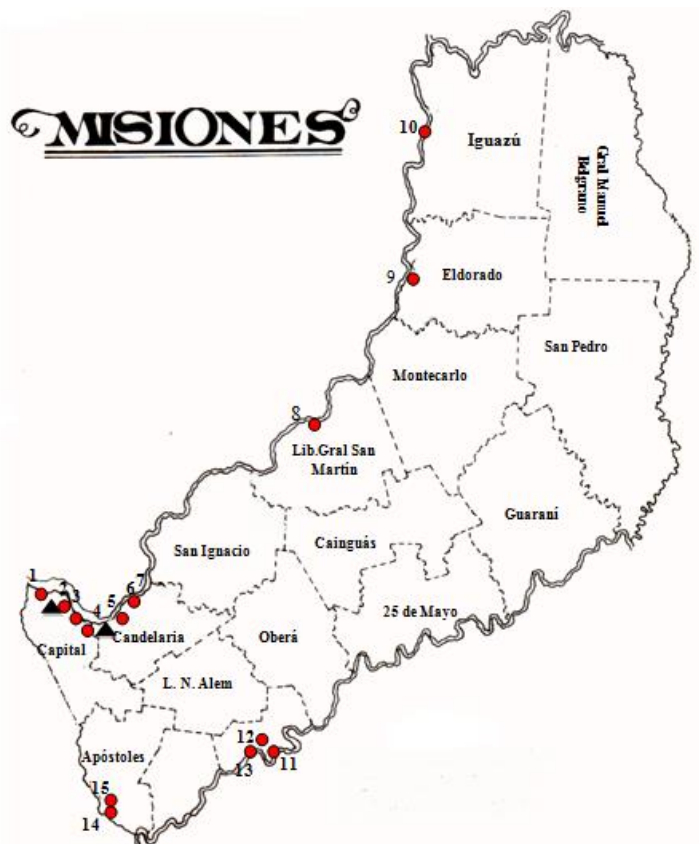 MISIONES
10
Iguazú
Gral Manuel
Belgrano
9
Eldorado
San Pedro
Montecarlo
8
Lib.Gral San
Martín
Guaraní
Cainguás
San Ignacio
1
2
3
4
5
6
7
25 de Mayo
Capital
Candelaria
Oberá
L. N. Alem
12
13
11
Apóstoles
15
14